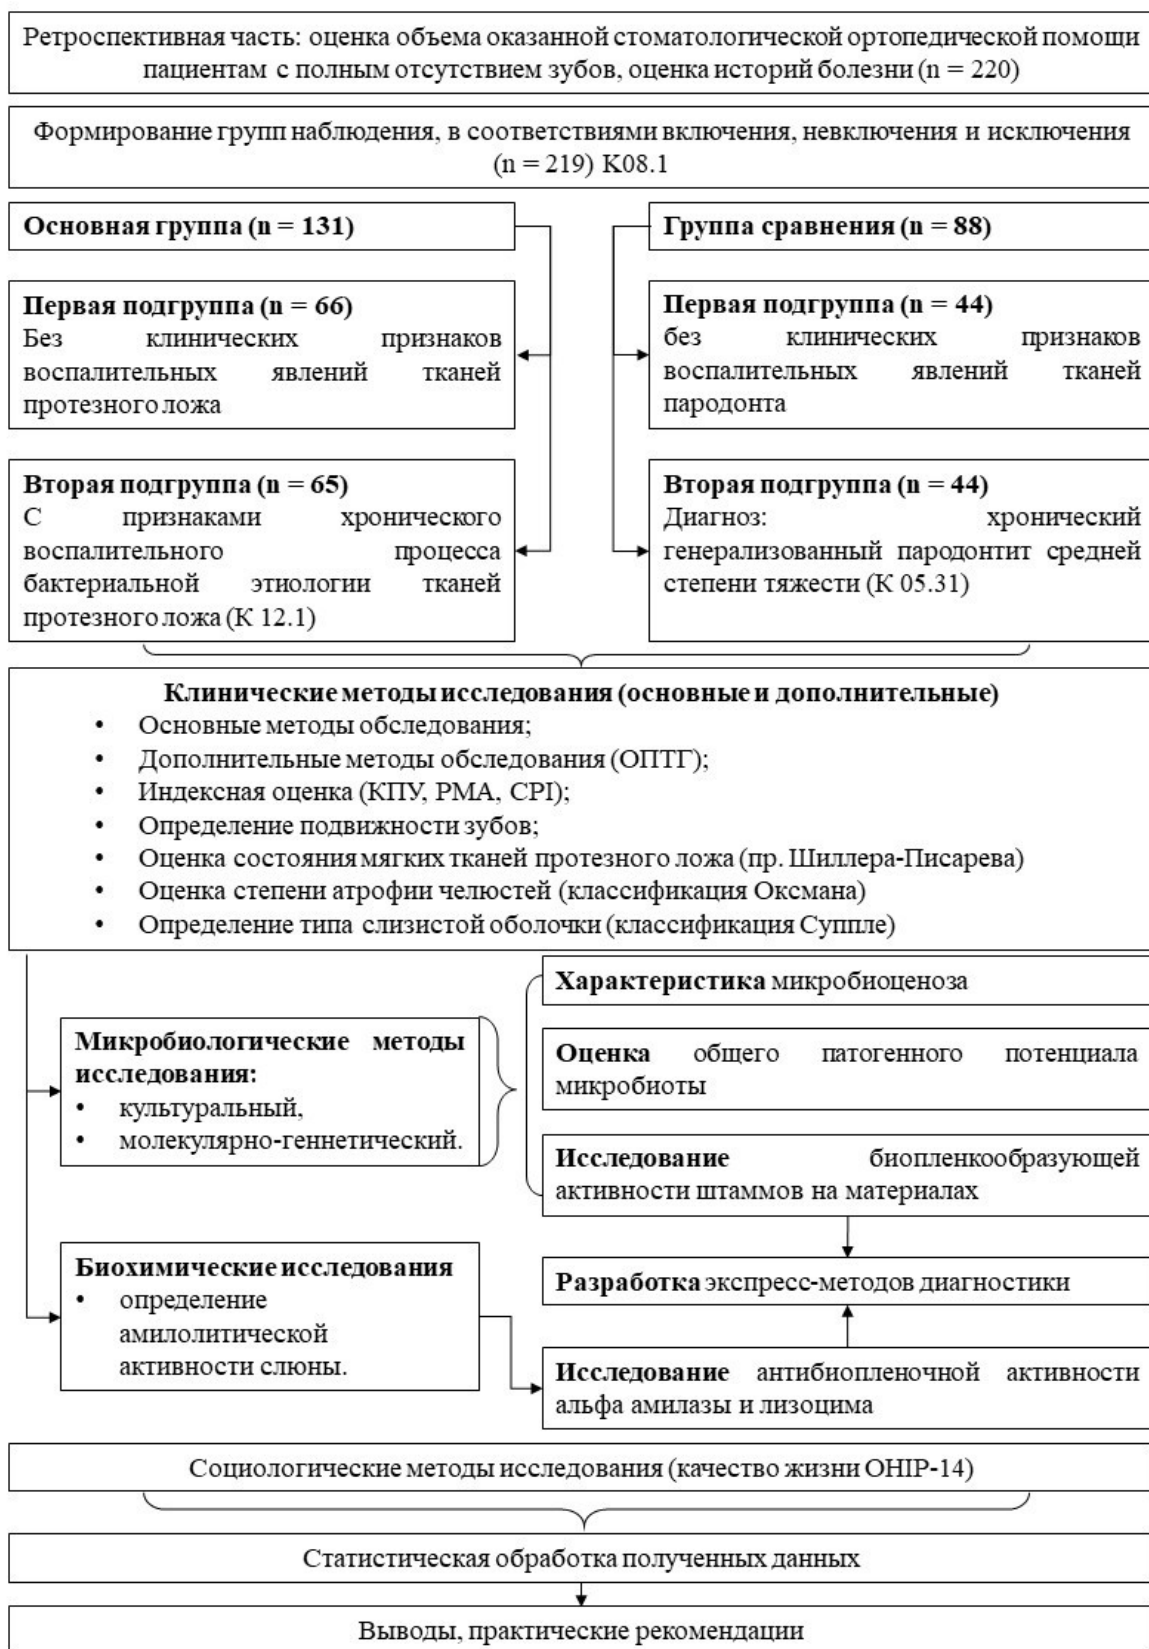 Ретроспективная часть: оценка объема оказанной стоматологической ортопедической помощи
пациентам с полным отсутствием зубов, оценка историй болезни (n = 220)
Формирование групп наблюдения, в соответствиями включения, невключения и исключения
(n = 219) К08.1
Основная группа (n = 131)
Группа сравнения (n = 88)
Первая подгруппа (n = 66)
Без клинических признаков
воспалительных явлений тканей
протезного ложа
Первая подгруппа (n = 44)
без клинических признаков
воспалительных явлений тканей
пародонта
Вторая подгруппа (n = 65)
С признаками хронического
воспалительного процесса
бактериальной этиологии тканей
протезного ложа (К 12.1)
Вторая подгруппа (n = 44)
Диагноз: хронический
генерализованный пародонтит средней
степени тяжести (К 05.31)
Клинические методы исследования (основные и дополнительные)
• Основные методы обследования;
• Дополнительные методы обследования (ОПТГ);
• Индексная оценка (КПУ, РМА, CPI);
• Определение подвижности зубов;
• Оценка состояния мягких тканей протезного ложа (пр. Шиллера-Писарева)
• Оценка степени атрофии челюстей (классификация Оксмана)
• Определение типа слизистой оболочки (классификация Суппле)
Микробиологические методы
исследования:
• культуральный,
• молекулярно-геннетический.
Характеристика микробиоценоза
Оценка общего патогенного потенциала
микробиоты
Исследование биопленкообразующей
активности штаммов на материалах
Биохимические исследования
• определение
амилолитической
активности слюны.
Разработка экспресс-методов диагностики
Исследование антибиопленочной активности
альфа амилазы и лизоцима
Социологические методы исследования (качество жизни OHIP-14)
Статистическая обработка полученных данных
Выводы, практические рекомендации